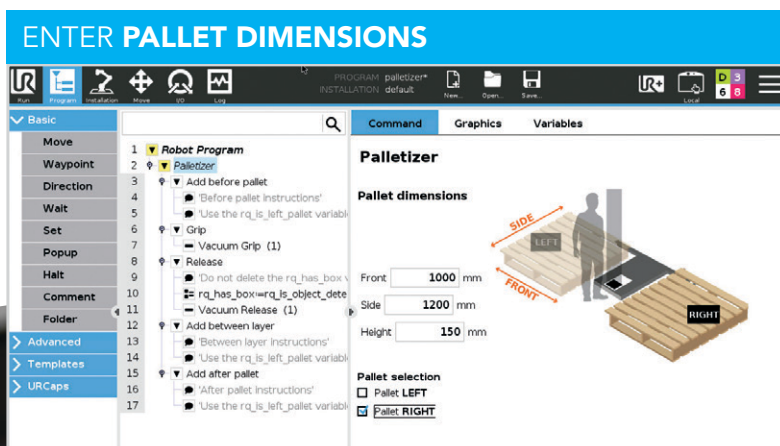 ENTER PALLET DIMENSIONS
PROGRAM palletizer*
INSTALLATION default
Run Program Installation Move I/O Log New... Open... Save... Local
UR UR+ D 3 6 8
Basic
Move
Waypoint
Direction
Wait
Set
Popup
Halt
Comment
Folder
Advanced
Templates
URCaps
1 Robot Program
2 Palletizer
3 Add before pallet
4 'Before pallet instructions'
5 'Use the rq_is_left_pallet variabl
6 Grip
7 Vacuum Grip (1)
8 Release
9 'Do not delete the rq_has_box v
10 rq_has_box≔rq_is_object_dete
11 Vacuum Release (1)
12 Add between layer
13 'Between layer instructions'
14 'Use the rq_is_left_pallet variabl
15 Add after pallet
16 'After pallet instructions'
17 'Use the rq_is_left_pallet variabl
Command Graphics Variables
Palletizer
Pallet dimensions
Front 1000 mm
Side 1200 mm
Height 150 mm
SIDE
LEFT
FRONT
RIGHT
Pallet selection
Pallet LEFT
Pallet RIGHT